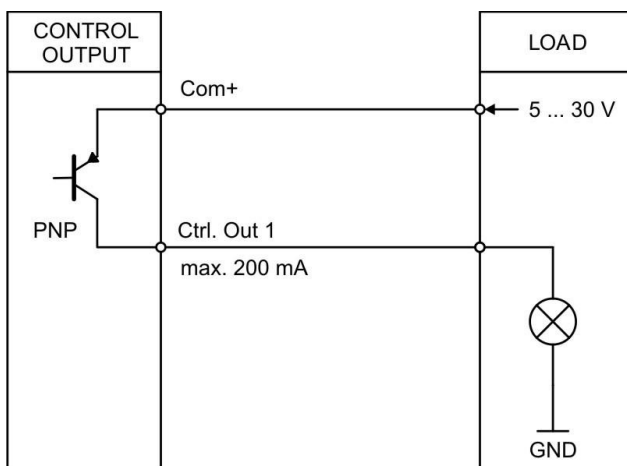 CONTROL
OUTPUT
LOAD
Com+
5 ... 30 V
PNP
Ctrl. Out 1
max. 200 mA
GND